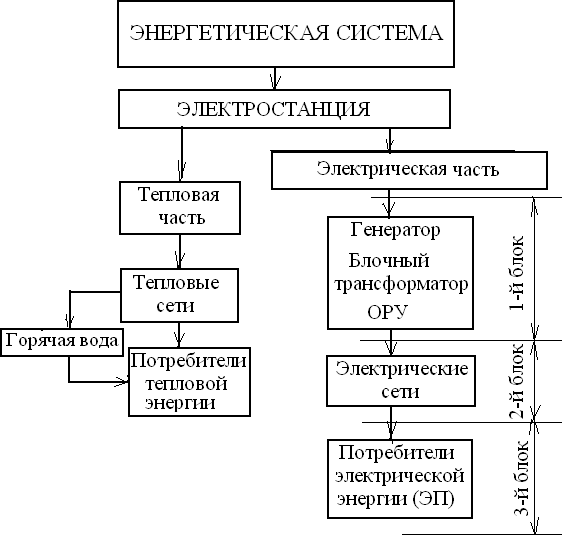 ЭНЕРГЕТИЧЕСКАЯ СИСТЕМА
ЭЛЕКТРОСТАНЦИЯ
Тепловая
часть
Тепловые
сети
Горячая вода
Потребители
тепловой
энергии
Электрическая часть
Генератор
Блочный
трансформатор
ОРУ
Электрические
сети
Потребители
электрической
энергии (ЭП)
1-й блок
2-й блок
3-й блок